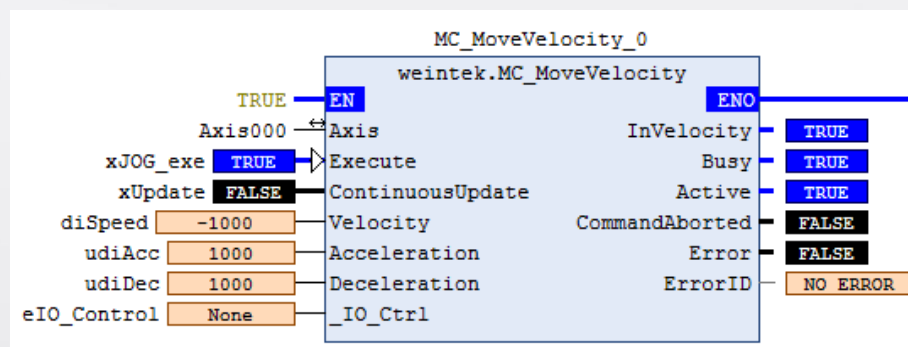 MC_MoveVelocity_0
weintek.MC_MoveVelocity
TRUE EN ENO
Axis000 Axis InVelocity TRUE
xJOG_exe TRUE Execute Busy TRUE
xUpdate FALSE ContinuousUpdate Active TRUE
diSpeed -1000 Velocity CommandAborted FALSE
udiAcc 1000 Acceleration Error FALSE
udiDec 1000 Deceleration ErrorID NO ERROR
eIO_Control None _IO_Ctrl